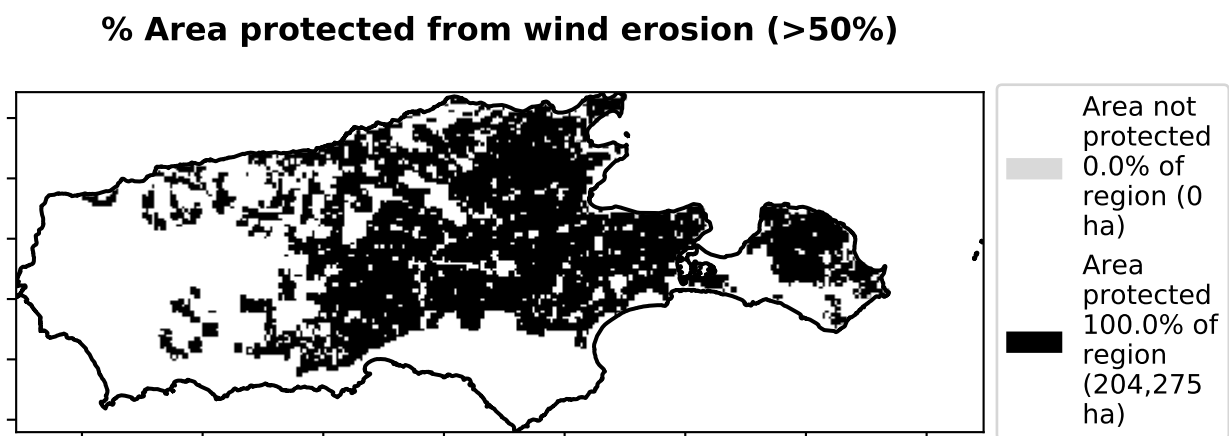 % Area protected from wind erosion (>50%)
Area not
protected
0.0% of
region (0
ha)
Area
protected
100.0% of
region
(204,275
ha)